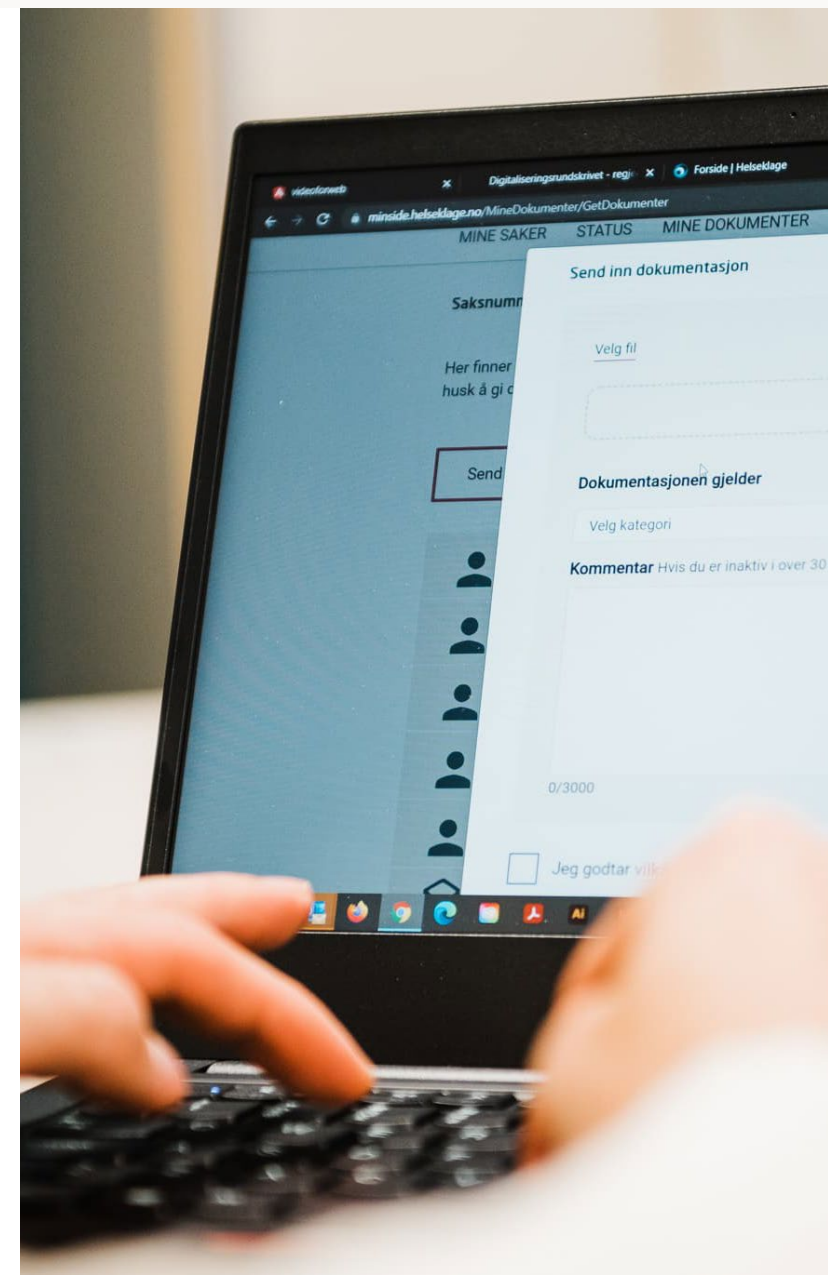 videoforweb
Digitaliseringsrundskrivet - regj
Forside | Helseklage
minside.helseklage.no/MineDokumenter/GetDokumenter
MINE SAKER STATUS MINE DOKUMENTER
Send inn dokumentasjon
Saksnumm
Velg fil
Her finner
husk å gi
Send
Dokumentasjonen gjelder
Velg kategori
Kommentar Hvis du er inaktiv i over 30
0/3000
Jeg godtar
Ai